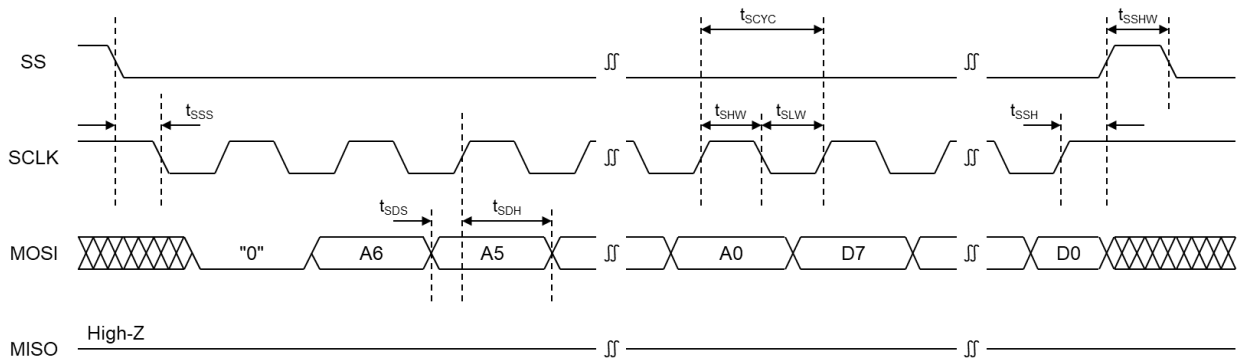 tSCYC tSSHW
SS
tSSS tSHW tSLW tSSH
SCLK
tSDS tSDH
MOSI "0" A6 A5 A0 D7 D0
High-Z
MISO